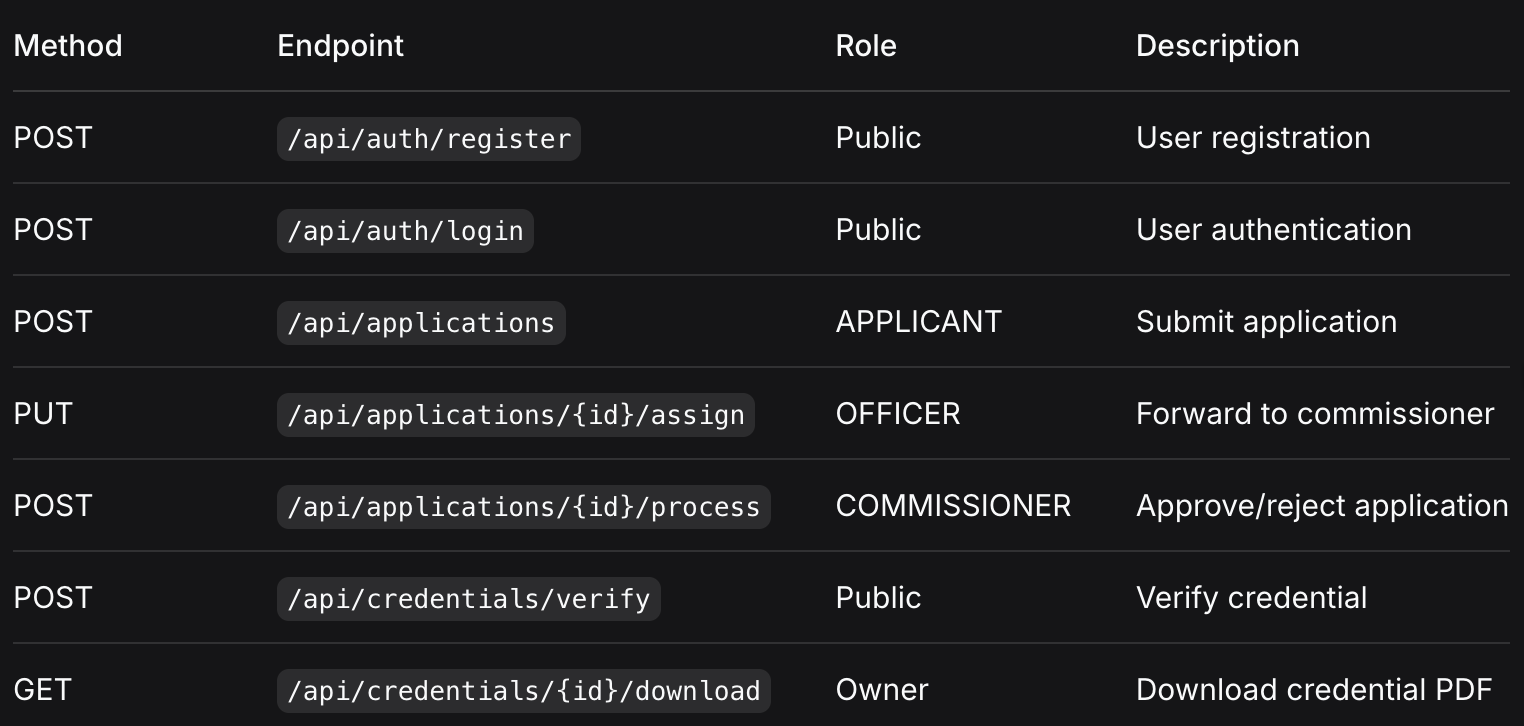 Method Endpoint Role Description
POST /api/auth/register Public User registration
POST /api/auth/login Public User authentication
POST /api/applications APPLICANT Submit application
PUT /api/applications/{id}/assign OFFICER Forward to commissioner
POST /api/applications/{id}/process COMMISSIONER Approve/reject application
POST /api/credentials/verify Public Verify credential
GET /api/credentials/{id}/download Owner Download credential PDF